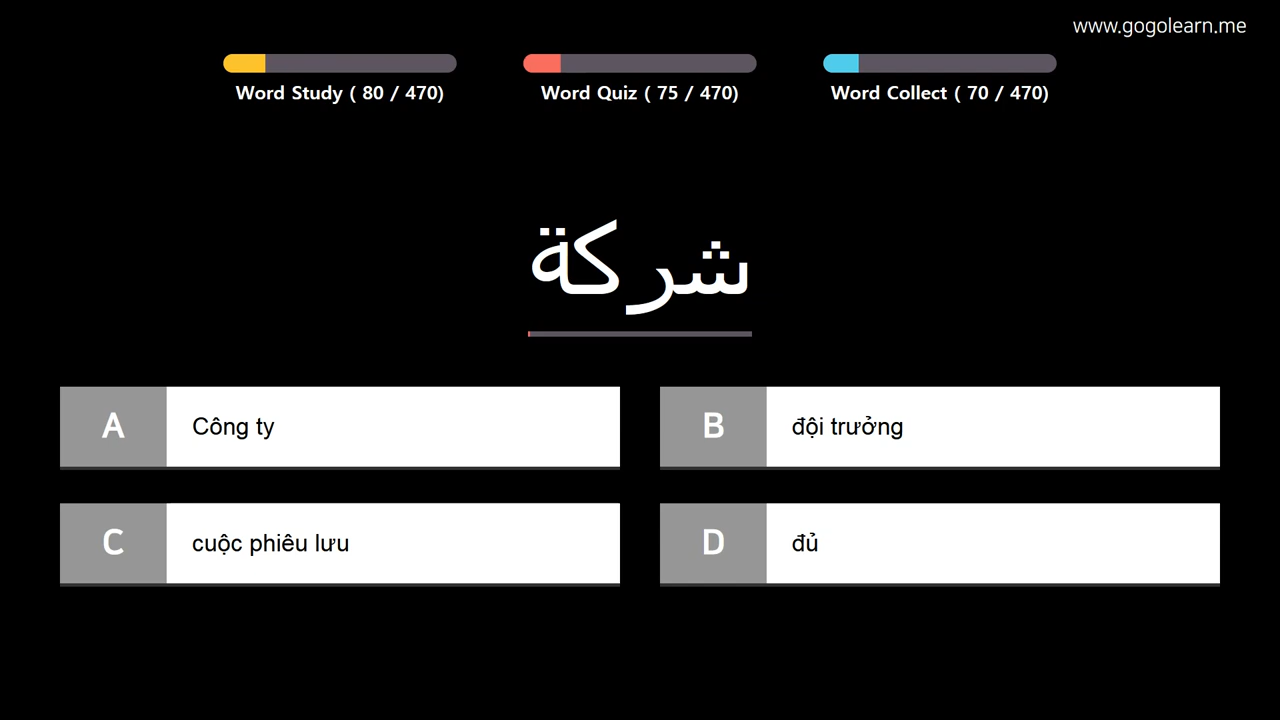 www.gogolearn.me
Word Study ( 80 / 470)
Word Quiz ( 75 / 470)
Word Collect ( 70 / 470)
شركة
A Công ty
B đội trưởng
C cuộc phiêu lưu
D đủ